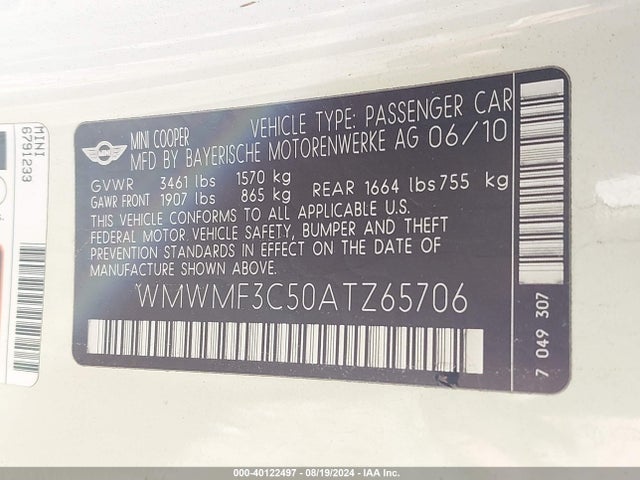 MINI
6791233
MINI COOPER VEHICLE TYPE: PASSENGER CAR
MFD BY BAYERISCHE MOTORENWERKE AG 06/10
GVWR 3461 lbs 1570 kg
GAWR FRONT 1907 lbs 865 kg REAR 1664 lbs 755 kg
THIS VEHICLE CONFORMS TO ALL APPLICABLE U.S.
FEDERAL MOTOR VEHICLE SAFETY, BUMPER AND THEFT
PREVENTION STANDARDS IN EFFECT ON THE DATE OF
MANUFACTURE SHOWN ABOVE.
WMWMF3C50ATZ65706
7 049 307
000-40122497 - 08/19/2024 - IAA Inc.